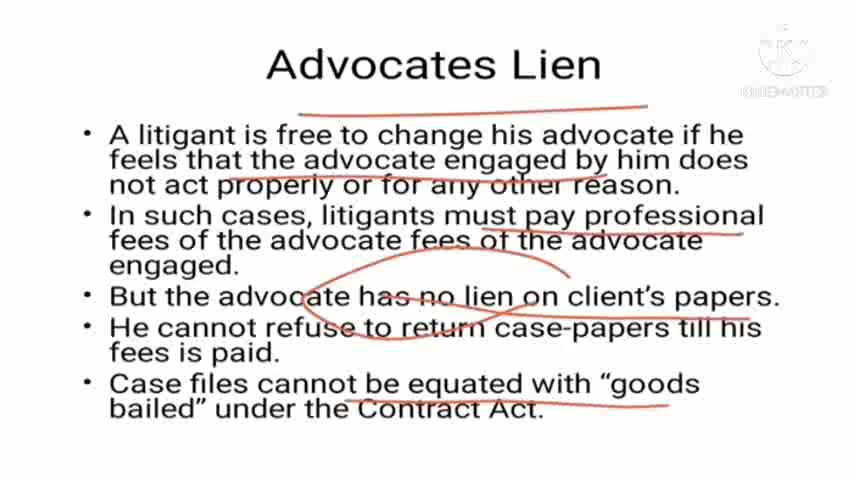 Advocates Lien
• A litigant is free to change his advocate if he
feels that the advocate engaged by him does
not act properly or for any other reason.
• In such cases, litigants must pay professional
fees of the advocate fees of the advocate
engaged.
• But the advocate has no lien on client's papers.
• He cannot refuse to return case-papers till his
fees is paid.
• Case files cannot be equated with “goods
bailed” under the Contract Act.